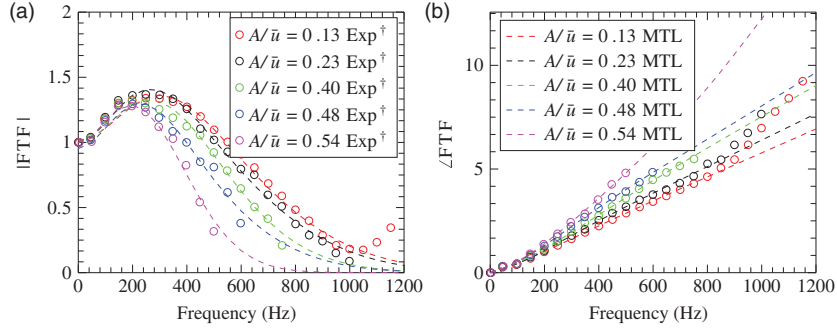 (a)
2
1.5
1.0
0.5
0
|FTF|
0 200 400 600 800 1000 1200
Frequency (Hz)
A/ū = 0.13 Exp†
A/ū = 0.23 Exp†
A/ū = 0.40 Exp†
A/ū = 0.48 Exp†
A/ū = 0.54 Exp†
(b)
10
5
0
∠FTF
0 200 400 600 800 1000 1200
Frequency (Hz)
A/ū = 0.13 MTL
A/ū = 0.23 MTL
A/ū = 0.40 MTL
A/ū = 0.48 MTL
A/ū = 0.54 MTL